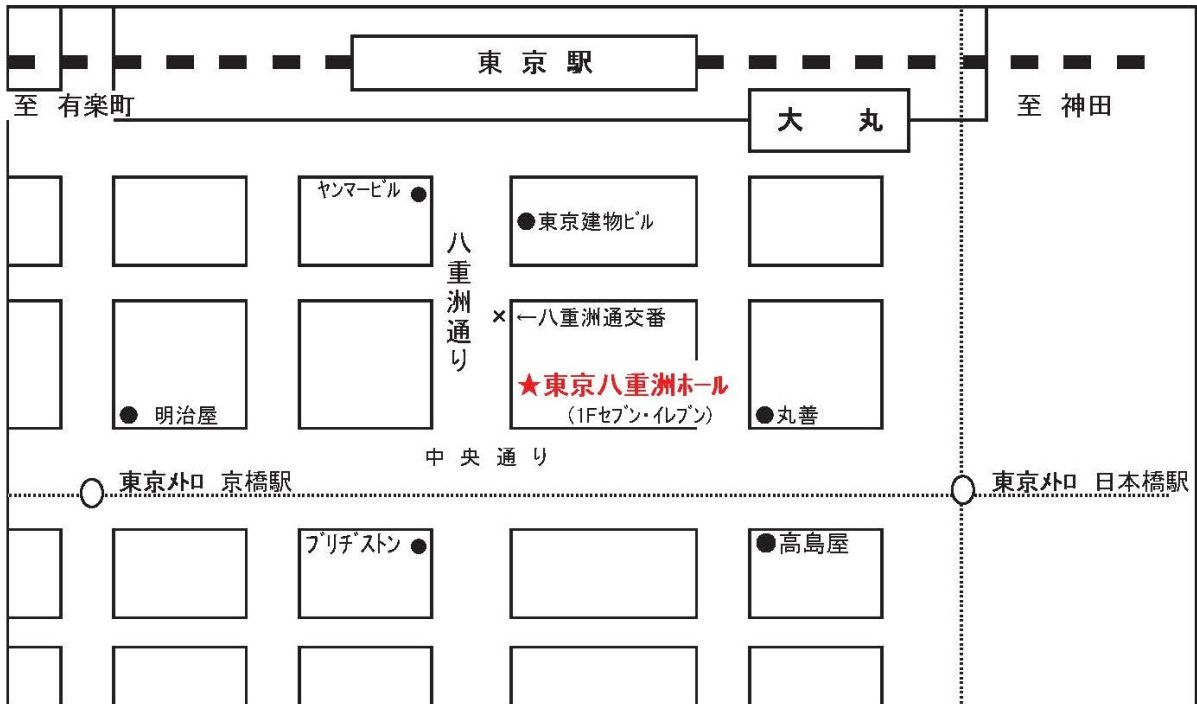 東 京 駅
至 有楽町
大 丸
至 神田
ヤンマービル
東京建物ビル
八重洲通り
×
←八重洲通交番
★東京八重洲ホール
(1Fセブン・イレブン)
明治屋
丸善
中 央 通 り
東京メトロ 京橋駅
東京メトロ 日本橋駅
ブリヂストン
高島屋